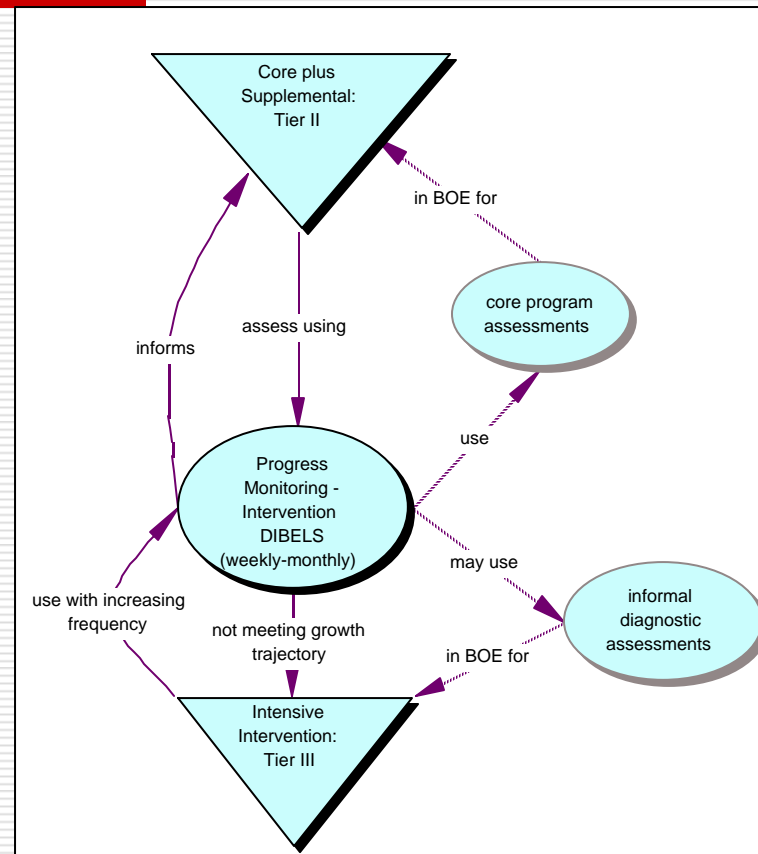 Core plus
Supplemental:
Tier II
in BOE for
core program
assessments
assess using
informs
use
Progress
Monitoring -
Intervention
DIBELS
(weekly-monthly)
may use
use with increasing
frequency
informal
diagnostic
assessments
not meeting growth
trajectory
in BOE for
Intensive
Intervention:
Tier III